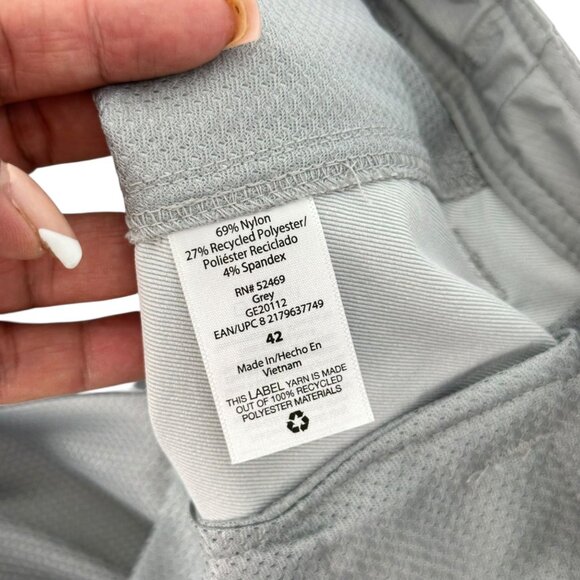 69% Nylon
27% Recycled Polyester/
Poliéster Reciclado
4% Spandex
RN# 52469
Grey
GE20112
EAN/UPC 8 2179637749
42
Made In/Hecho En
Vietnam
THIS LABEL YARN IS MADE
OUT OF 100% RECYCLED
POLYESTER MATERIALS